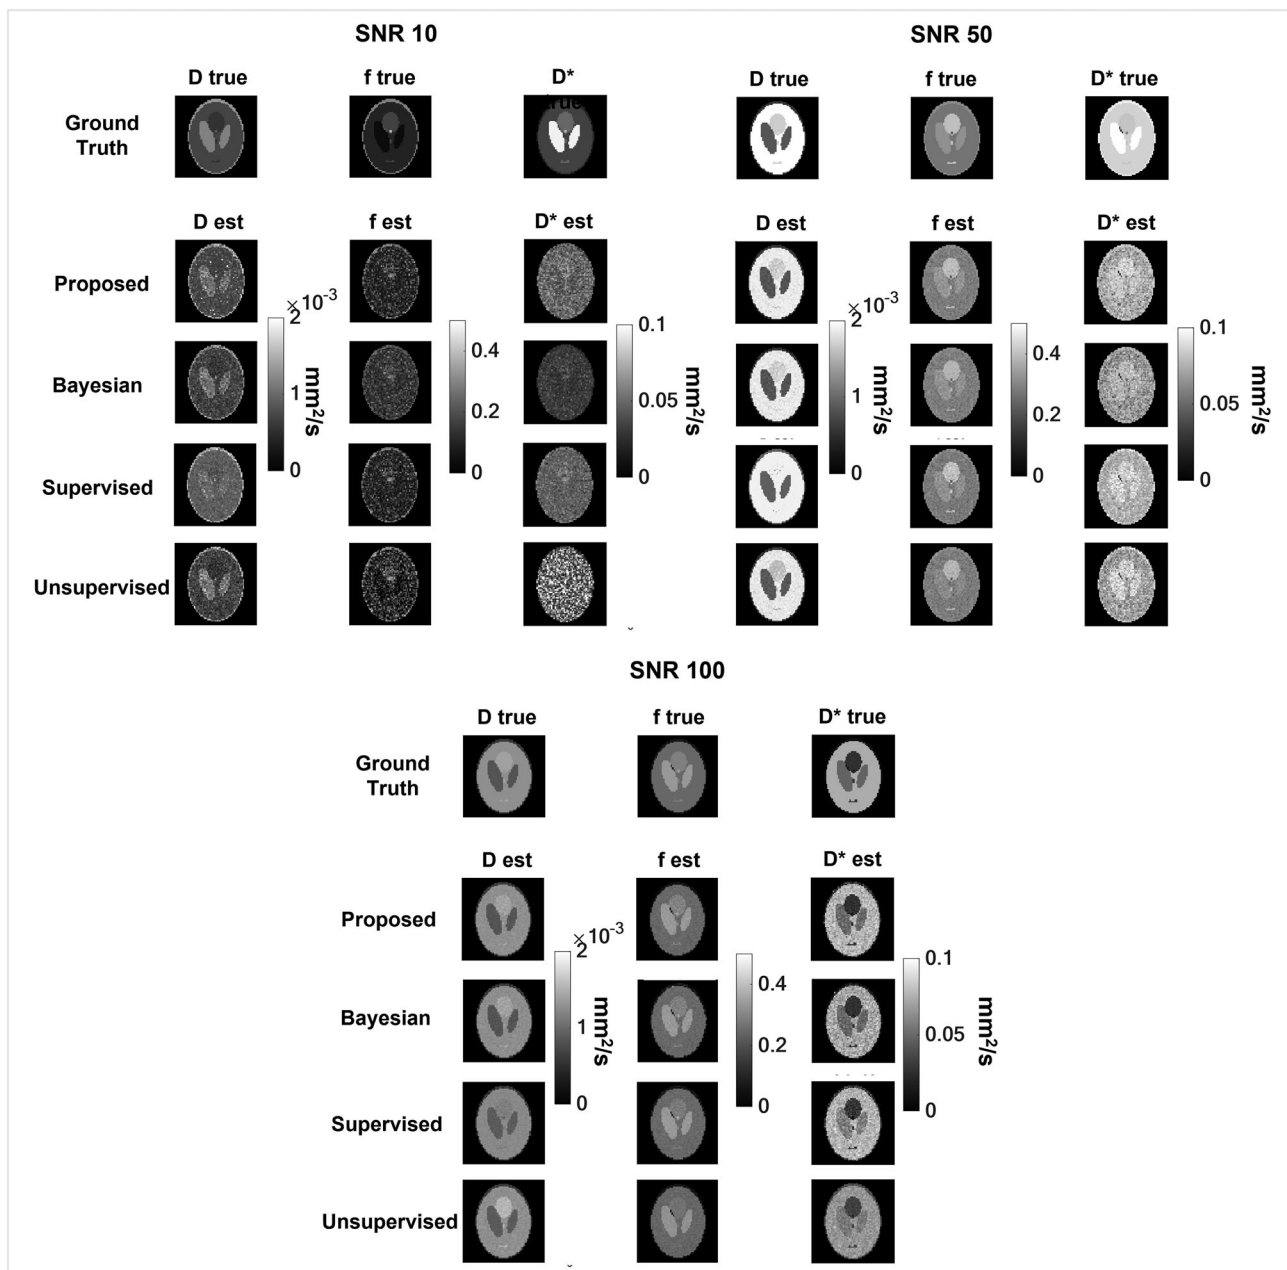 SNR 10
SNR 50
D true
f true
D*
true
D true
f true
D* true
Ground
Truth
D est
f est
D* est
D est
f est
D* est
Proposed
×10⁻³
2
1
0
mm²/s
0.4
0.2
0
0.1
0.05
0
mm²/s
×10⁻³
2
1
0
mm²/s
0.4
0.2
0
0.1
0.05
0
mm²/s
Bayesian
Supervised
Unsupervised
SNR 100
D true
f true
D* true
Ground
Truth
D est
f est
D* est
Proposed
×10⁻³
2
1
0
mm²/s
0.4
0.2
0
0.1
0.05
0
mm²/s
Bayesian
Supervised
Unsupervised